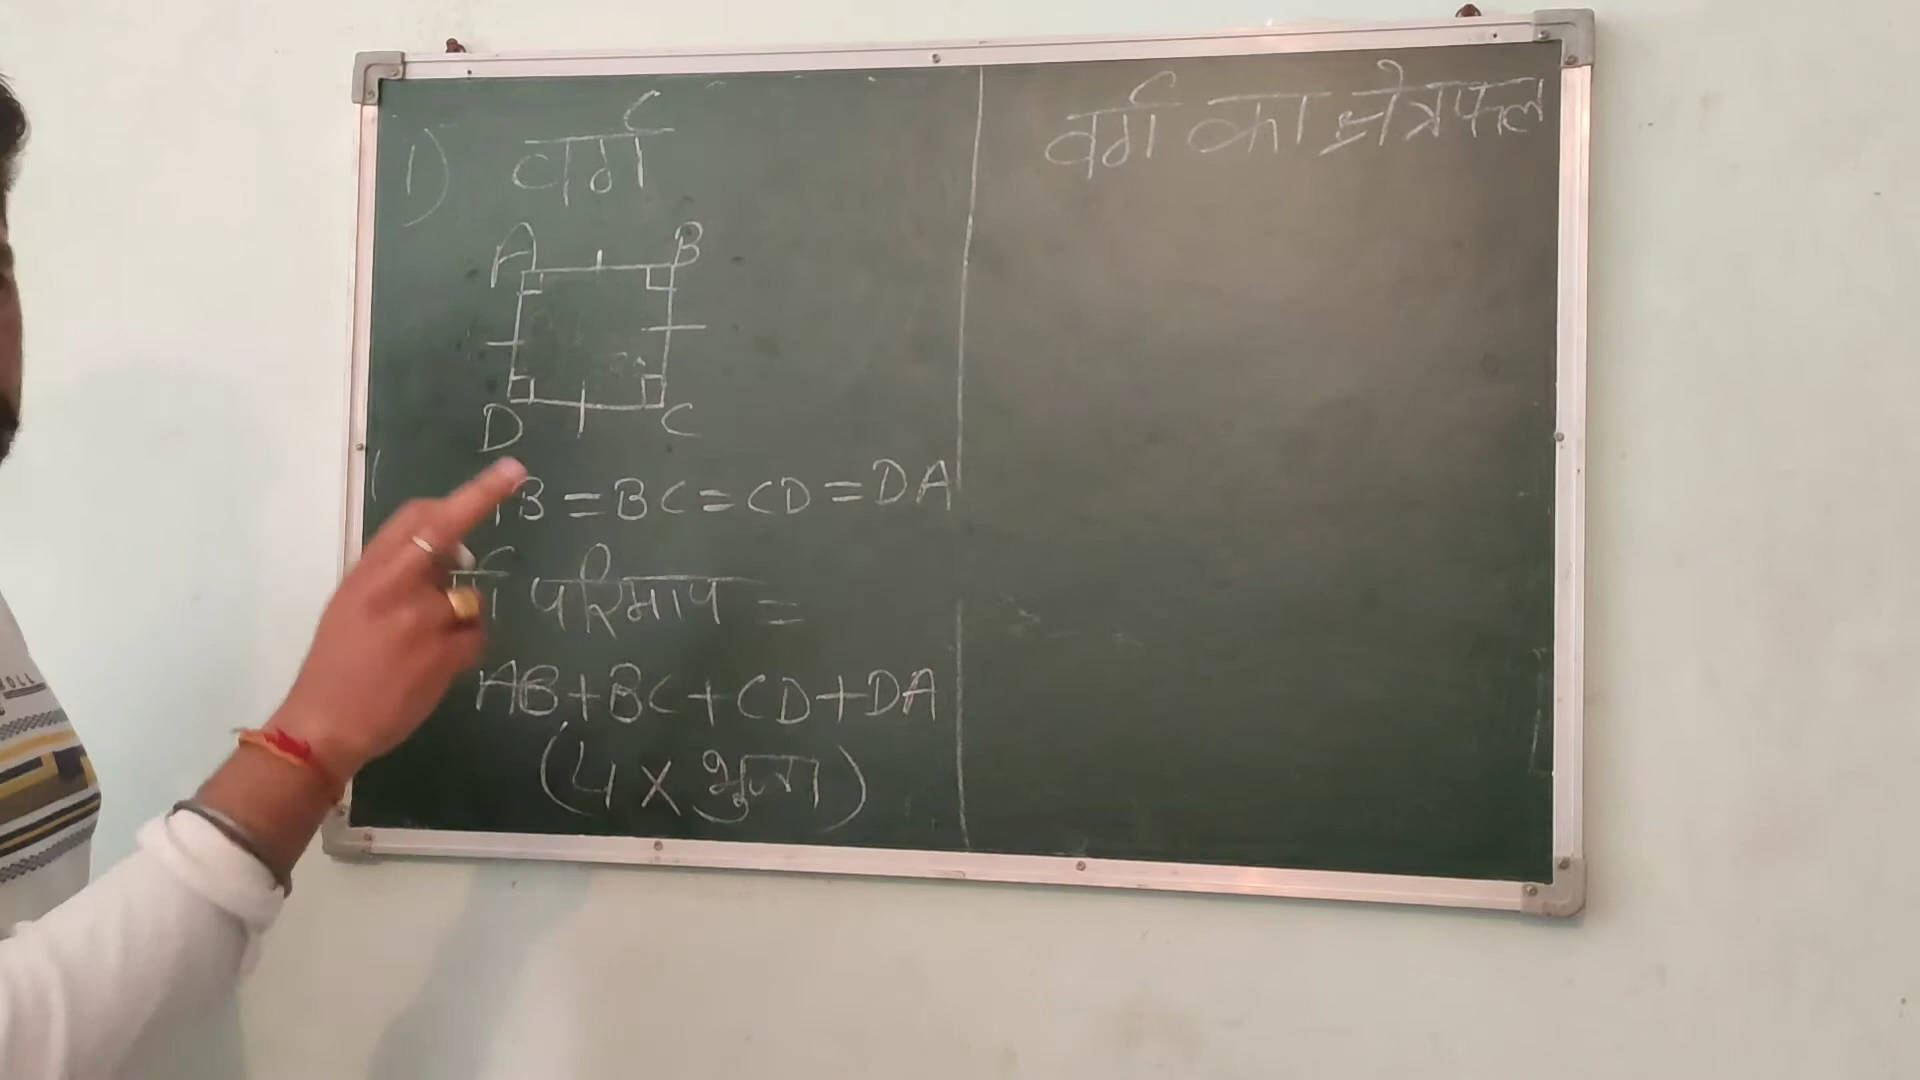 1) वर्ग
A B
D C
B = BC = CD = DA
परिमाप =
AB + BC + CD + DA
(4 × भुजा)
वर्ग का क्षेत्रफल